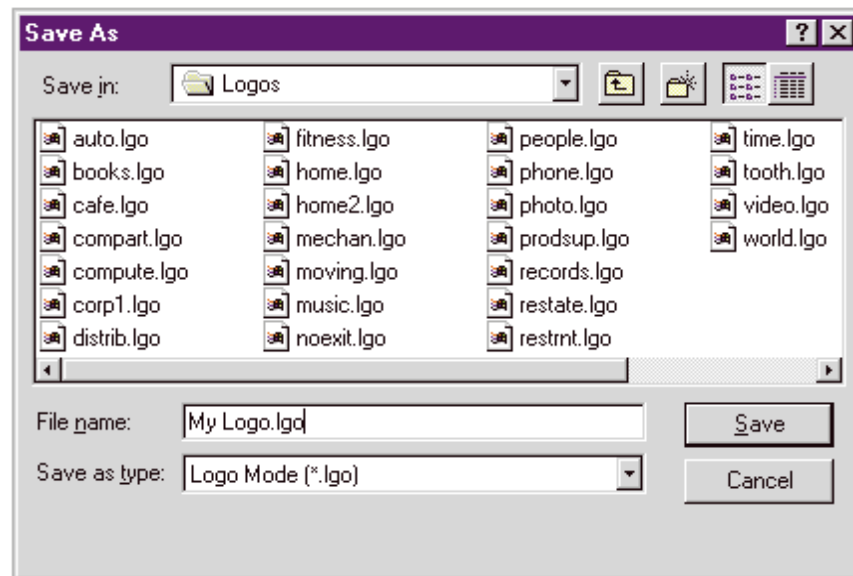 Save As
Save in: Logos
auto.lgo fitness.lgo people.lgo time.lgo
books.lgo home.lgo phone.lgo tooth.lgo
cafe.lgo home2.lgo photo.lgo video.lgo
compart.lgo mechan.lgo prodsup.lgo world.lgo
compute.lgo moving.lgo records.lgo
corp1.lgo music.lgo restate.lgo
distrib.lgo noexit.lgo restrnt.lgo
File name: My Logo.lgo Save
Save as type: Logo Mode (*.lgo) Cancel